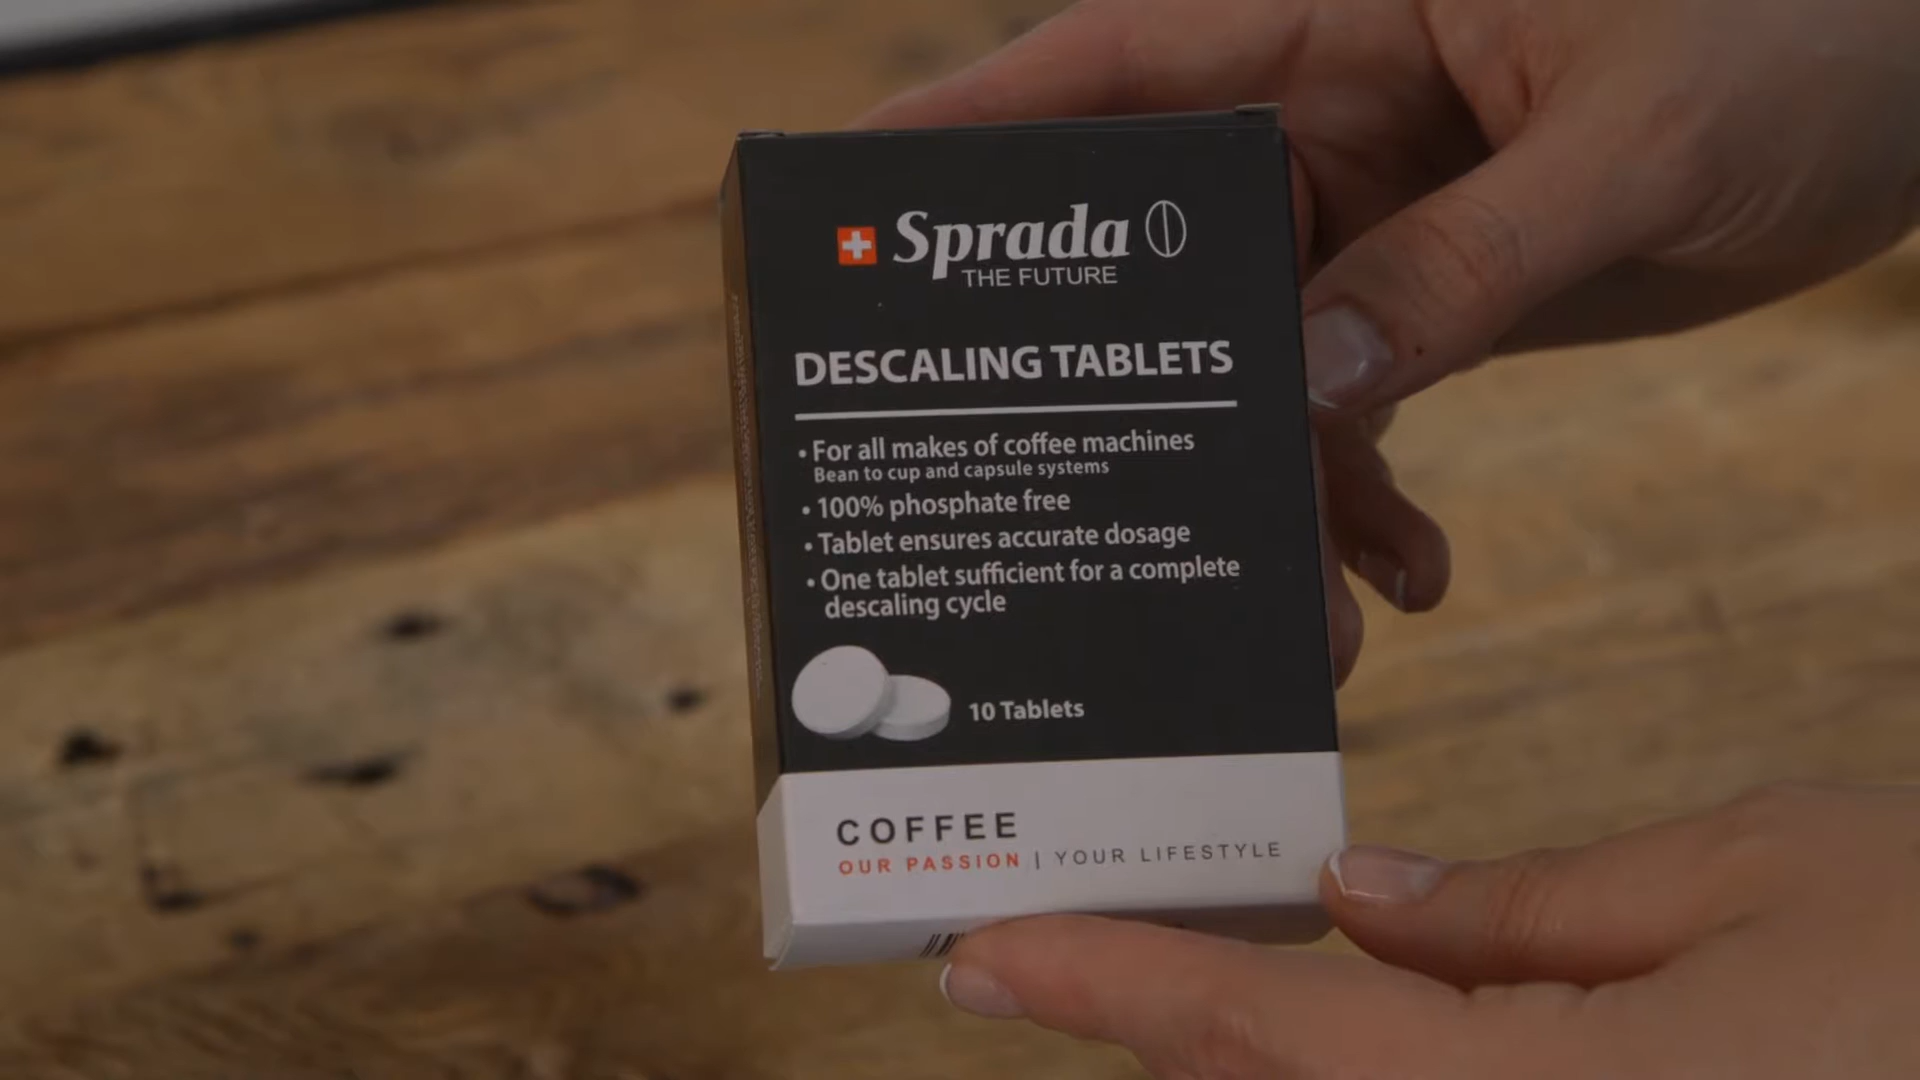 Sprada
THE FUTURE
DESCALING TABLETS
• For all makes of coffee machines
Bean to cup and capsule systems
• 100% phosphate free
• Tablet ensures accurate dosage
• One tablet sufficient for a complete
descaling cycle
10 Tablets
COFFEE
OUR PASSION | YOUR LIFESTYLE